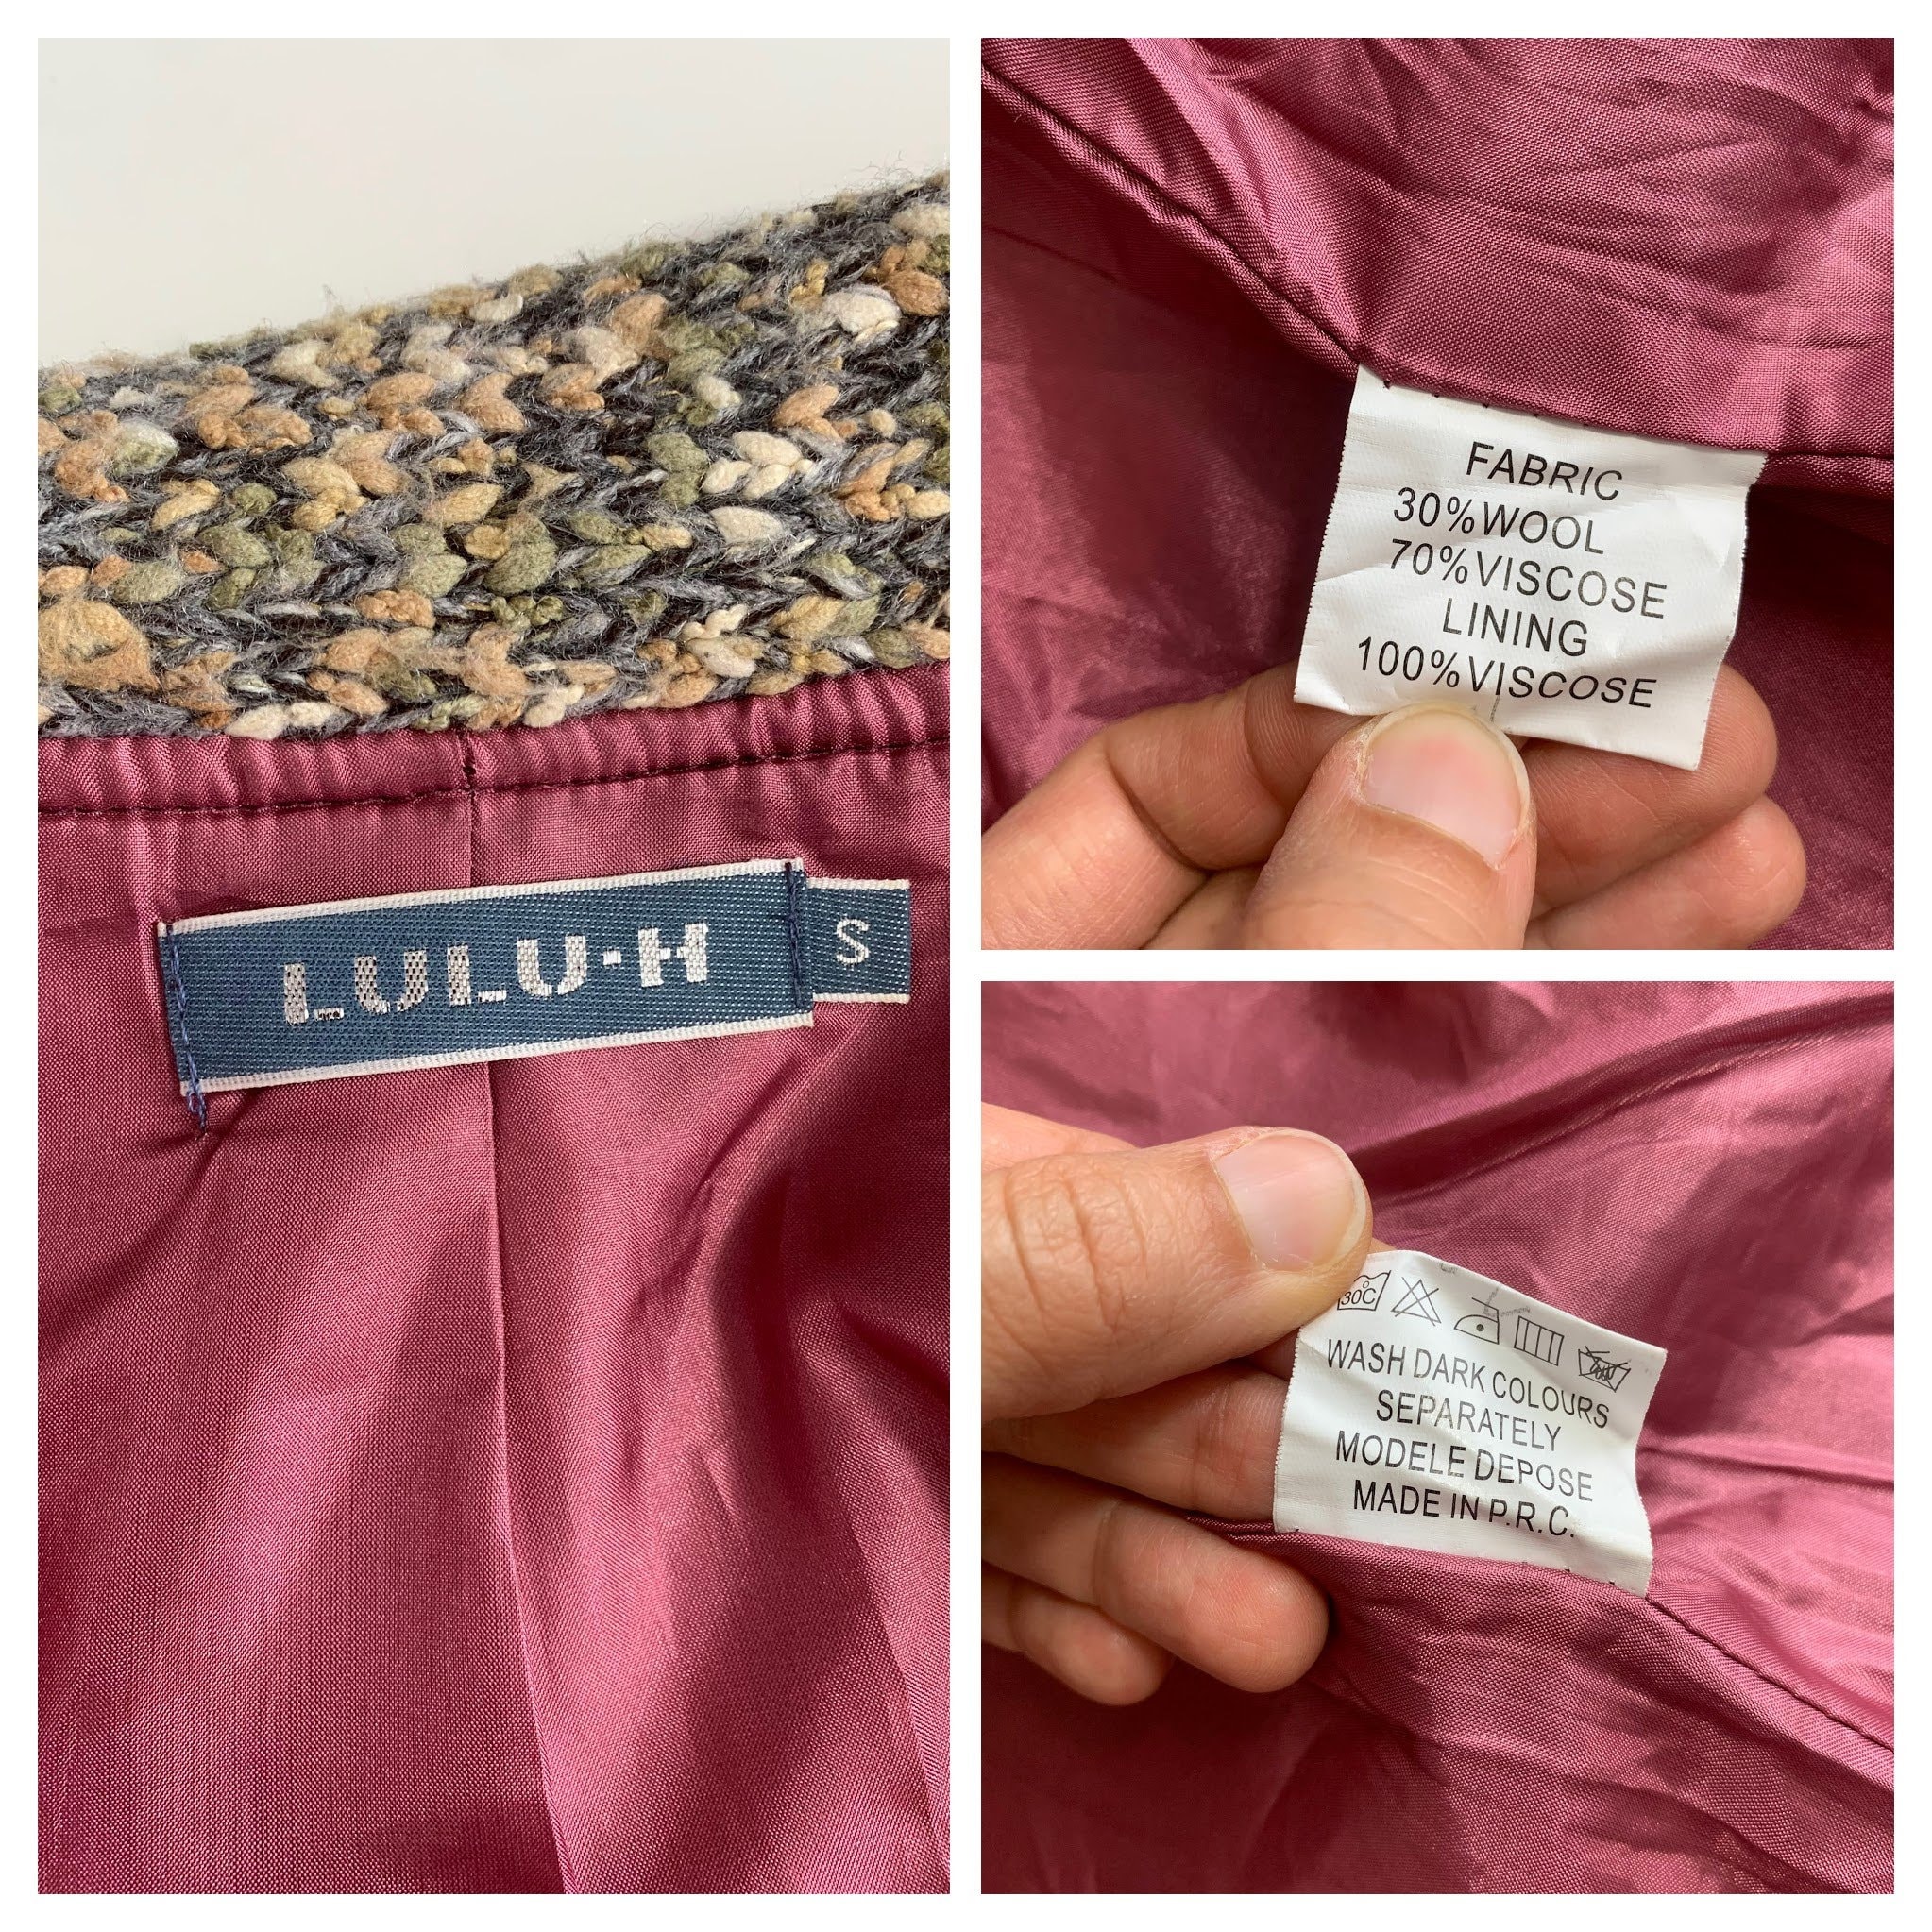 LULU-H
S
FABRIC
30%WOOL
70%VISCOSE
LINING
100%VISCOSE
30C
WASH DARK COLOURS
SEPARATELY
MODELE DEPOSE
MADE IN P.R.C.